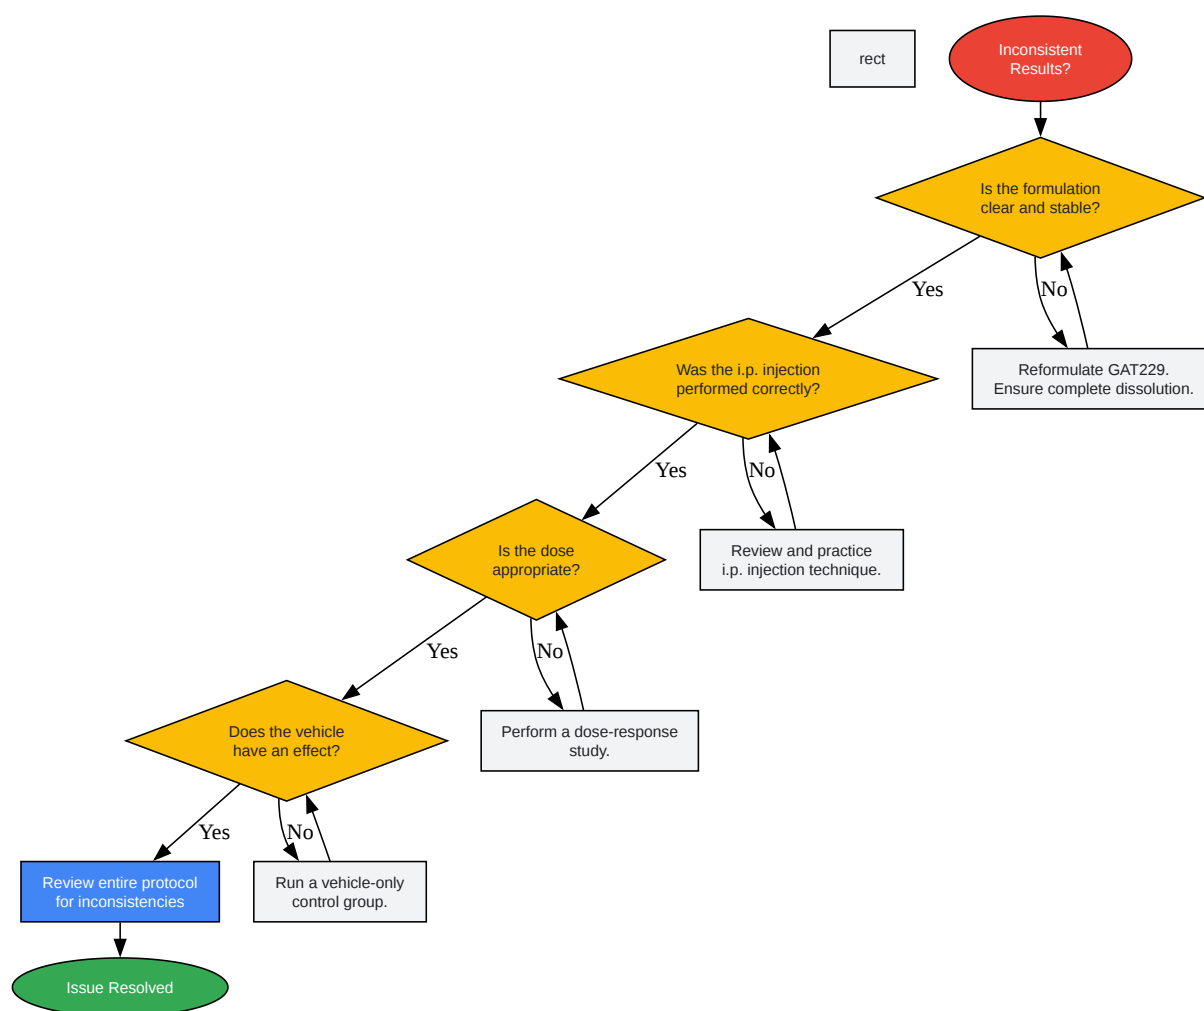 rect
Inconsistent
Results?
Is the formulation
clear and stable?
Yes
No
Was the i.p. injection
performed correctly?
Reformulate GAT229.
Ensure complete dissolution.
Yes
No
Is the dose
appropriate?
Review and practice
i.p. injection technique.
Yes
No
Does the vehicle
have an effect?
Perform a dose-response
study.
Yes
No
Review entire protocol
for inconsistencies
Run a vehicle-only
control group.
Issue Resolved